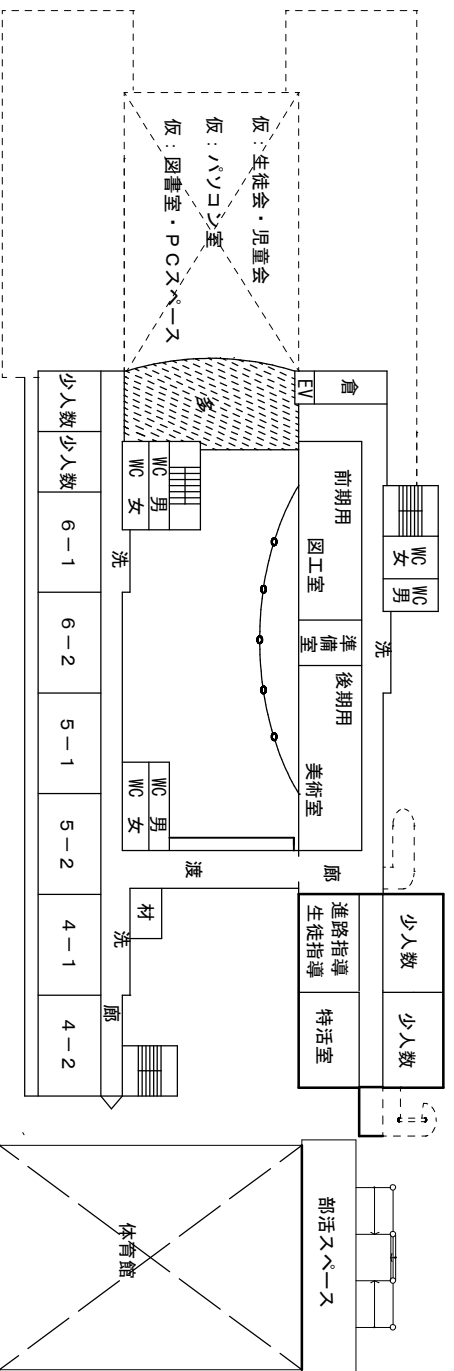 仮：生徒会・児童会
仮：パソコン室
仮：図書室・ＰＣスペース
多
EV
倉
少人数
少人数
6－1
6－2
5－1
5－2
4－1
4－2
WC 男
WC 女
洗
前期用
図工室
準備室
後期用
美術室
WC 女
WC 男
洗
WC 男
WC 女
渡
廊
材
洗
廊
少人数
少人数
進路指導
生徒指導
特活室
部活スペース
体育館